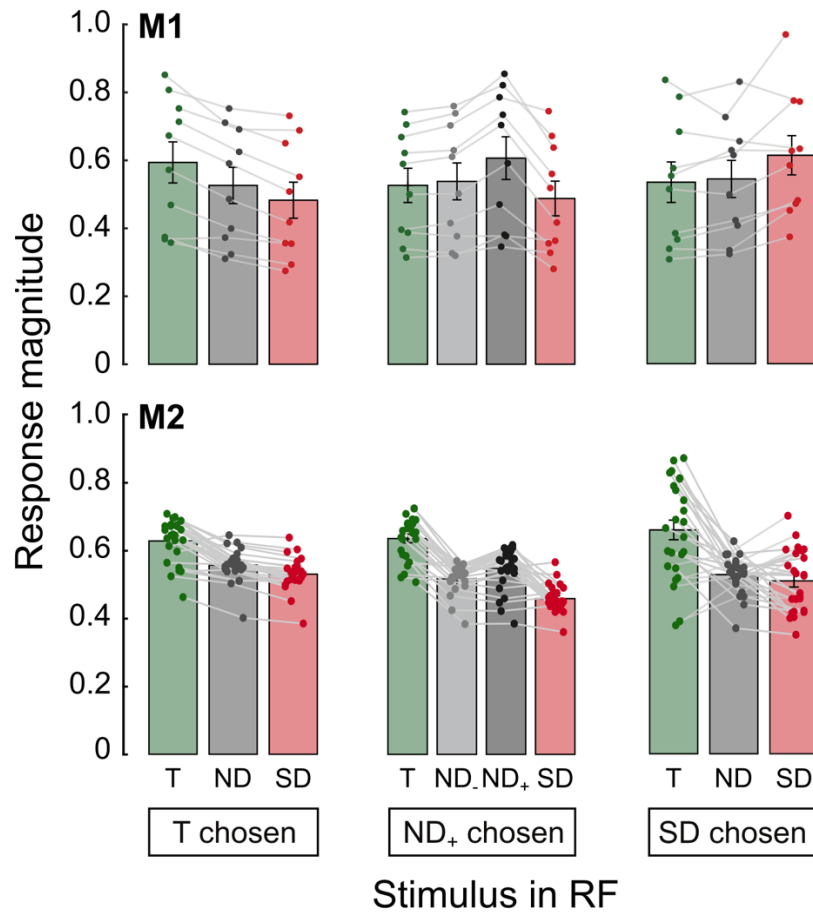 M1
1.0
0.8
0.6
0.4
0.2
0
Response magnitude
M2
1.0
0.8
0.6
0.4
0.2
0
T ND SD T ND- ND+ SD T ND SD
T chosen ND+ chosen SD chosen
Stimulus in RF